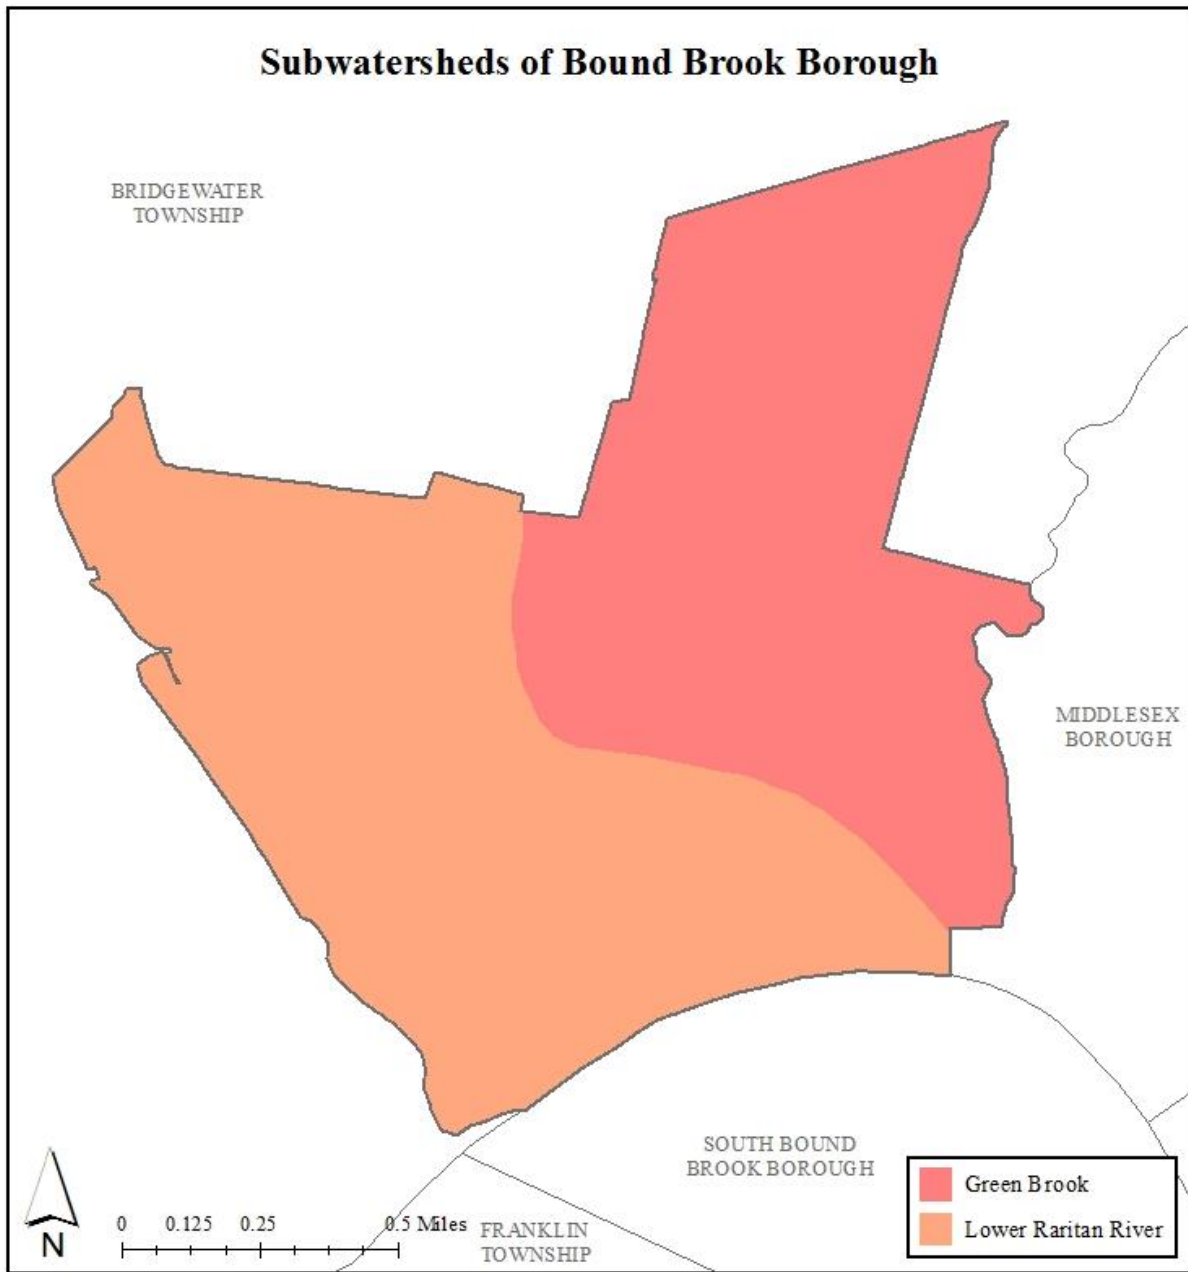 Subwatersheds of Bound Brook Borough
BRIDGEWATER
TOWNSHIP
MIDDLESEX
BOROUGH
SOUTH BOUND
BROOK BOROUGH
Green Brook
Lower Raritan River
N
0 0.125 0.25 0.5 Miles
FRANKLIN
TOWNSHIP